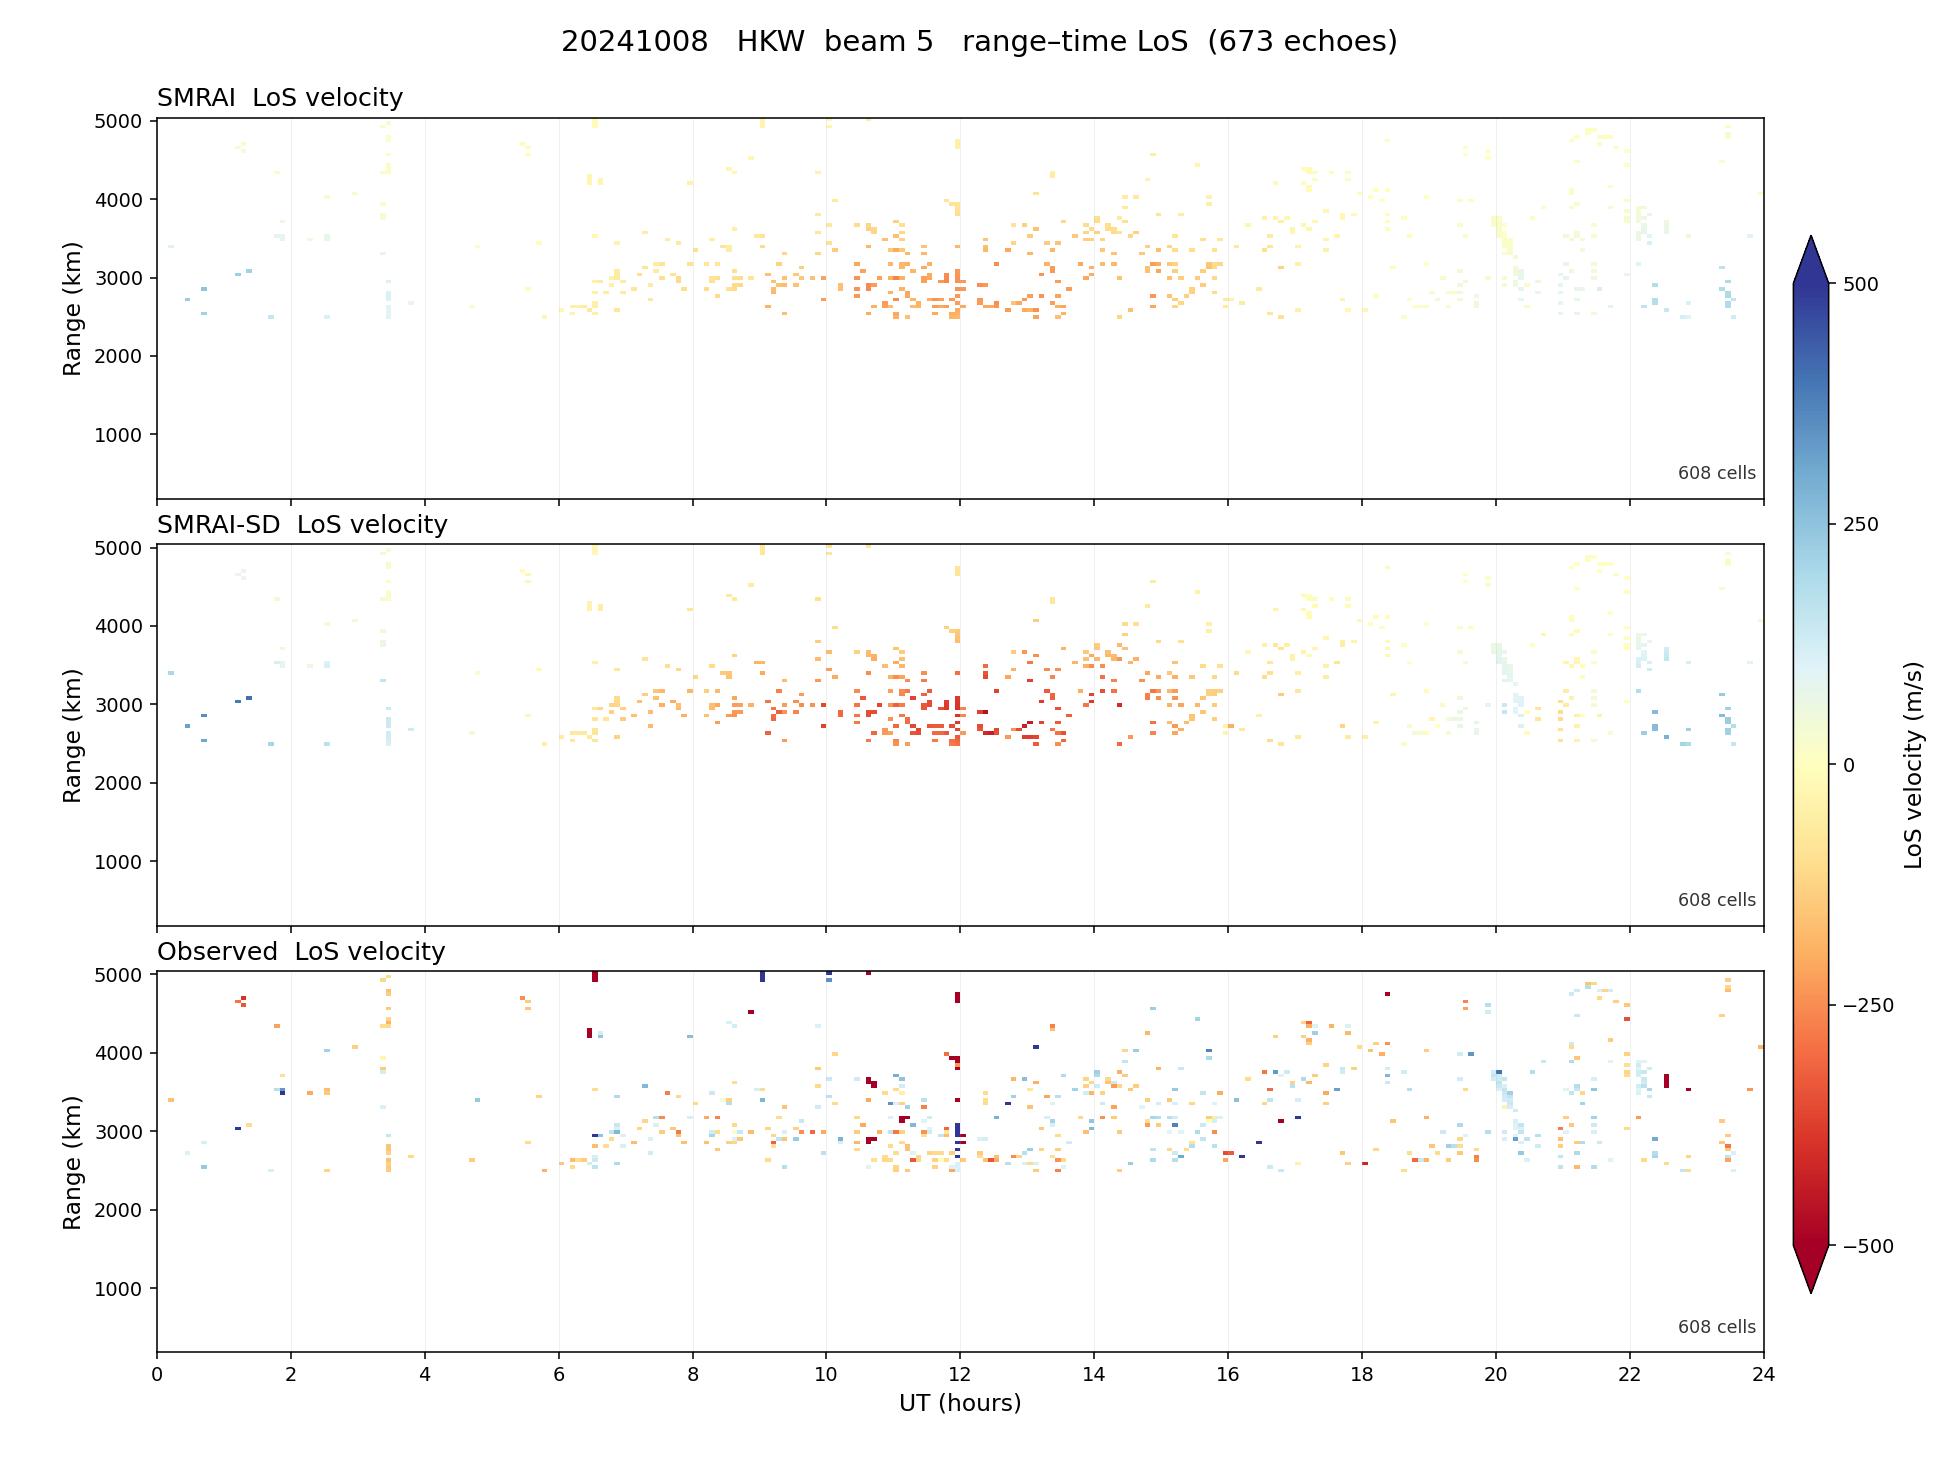 20241008   HKW  beam 5   range–time LoS  (673 echoes)
SMRAI  LoS velocity
5000
4000
3000
2000
1000
Range (km)
608 cells
SMRAI-SD  LoS velocity
5000
4000
3000
2000
1000
Range (km)
608 cells
Observed  LoS velocity
5000
4000
3000
2000
1000
Range (km)
608 cells
0 2 4 6 8 10 12 14 16 18 20 22 24
UT (hours)
500
250
0
−250
−500
LoS velocity (m/s)